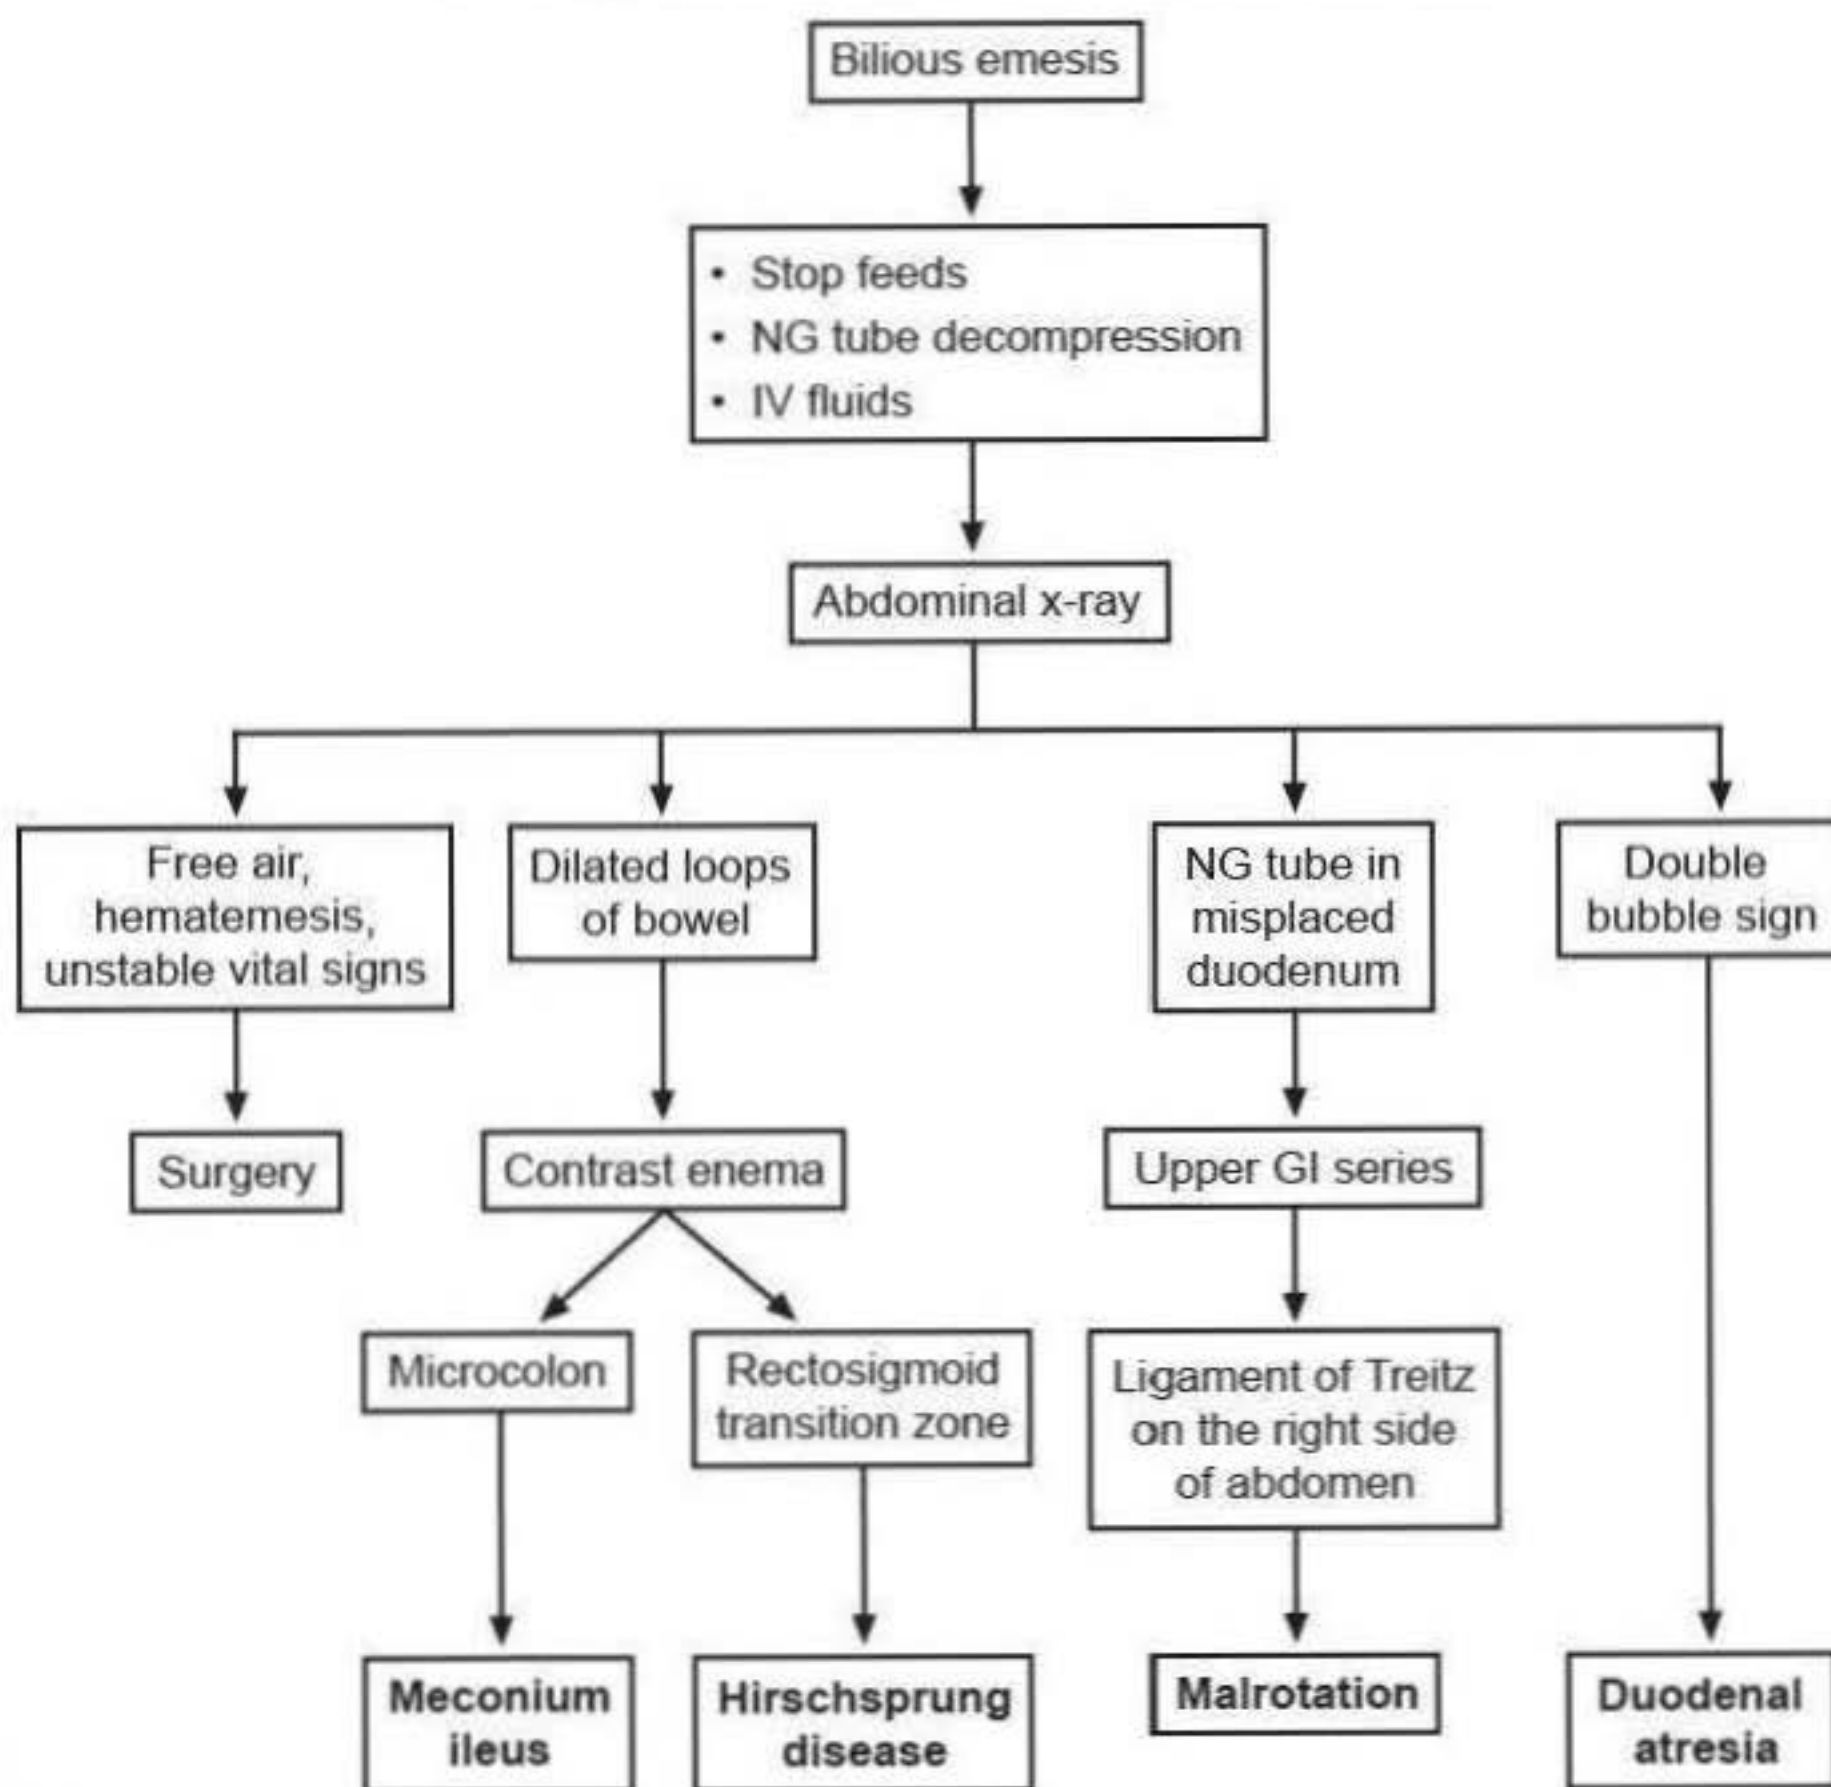 Bilious emesis
• Stop feeds
• NG tube decompression
• IV fluids
Abdominal x-ray
Free air,
hematemesis,
unstable vital signs
Dilated loops
of bowel
NG tube in
misplaced
duodenum
Double
bubble sign
Surgery
Contrast enema
Upper GI series
Microcolon
Rectosigmoid
transition zone
Ligament of Treitz
on the right side
of abdomen
Meconium
ileus
Hirschsprung
disease
Malrotation
Duodenal
atresia